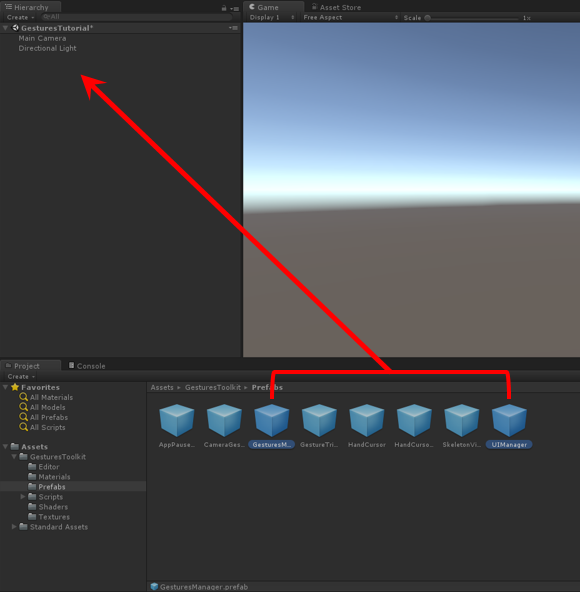 Hierarchy
Create
All
GesturesTutorial*
Main Camera
Directional Light
Game
Asset Store
Display 1
Free Aspect
Scale
1x
Project
Console
Create
Favorites
All Materials
All Models
All Prefabs
All Scripts
Assets
GesturesToolkit
Editor
Materials
Prefabs
Scripts
Shaders
Textures
Standard Assets
Assets ▸ GesturesToolkit ▸ Prefabs
AppPause... CameraGes... GesturesM... GestureTri... HandCursor HandCurso... SkeletonVi... UIManager
GesturesManager.prefab